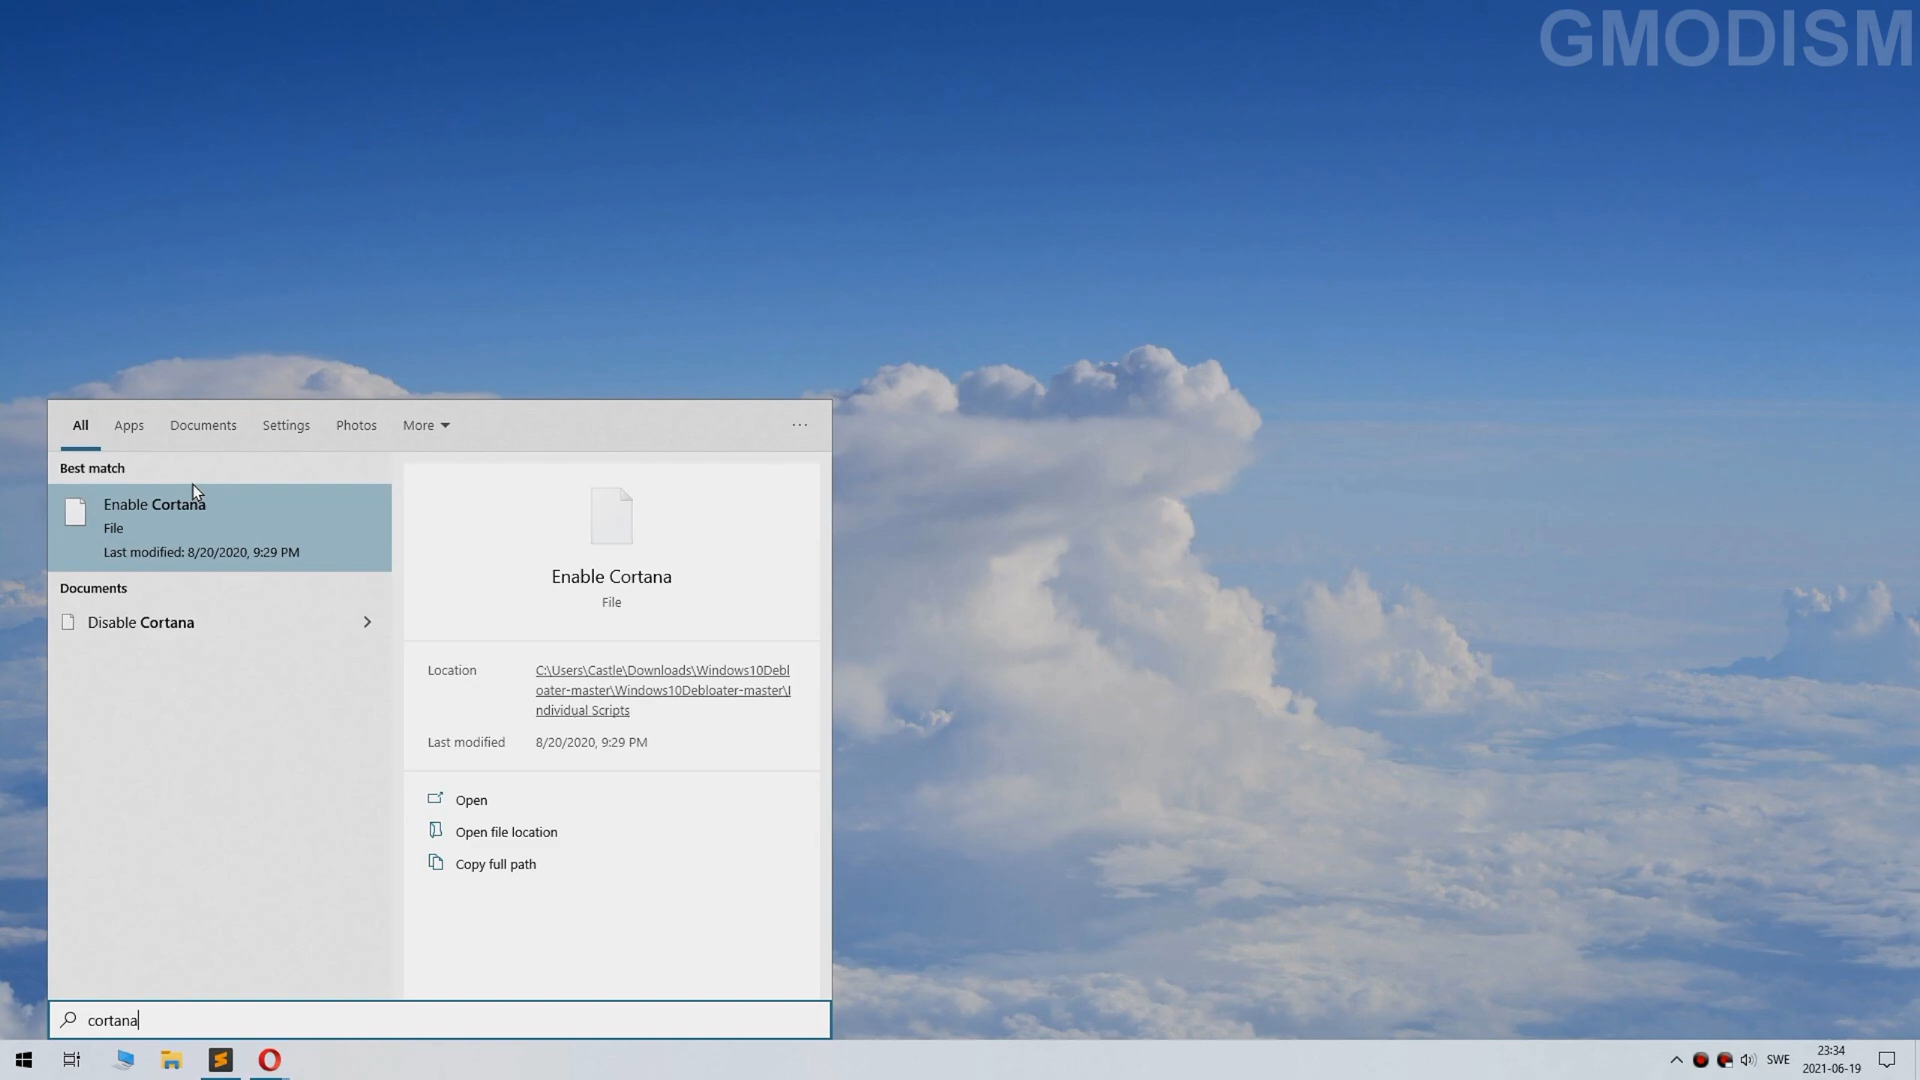 GMODISM
All Apps Documents Settings Photos More ...
Best match
Enable Cortana
File
Last modified: 8/20/2020, 9:29 PM
Documents
Disable Cortana
Enable Cortana
File
Location C:\Users\Castle\Downloads\Windows10Debl
oater-master\Windows10Debloater-master\I
ndividual Scripts
Last modified 8/20/2020, 9:29 PM
Open
Open file location
Copy full path
cortana
SWE
23:34
2021-06-19